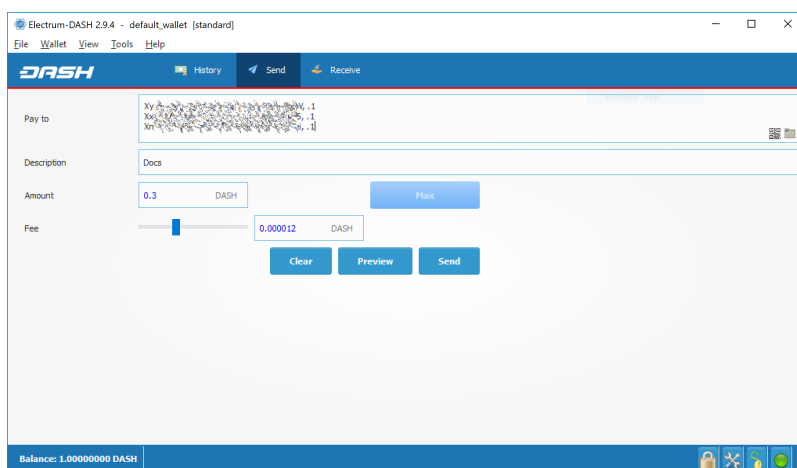 Electrum-DASH 2.9.4 - default_wallet [standard]
File Wallet View Tools Help
DASH History Send Receive
Pay to
Xy W, .1
Xx 5, .1
Xn , .1
Description Docs
Amount 0.3 DASH Max
Fee 0.000012 DASH
Clear Preview Send
Balance: 1.00000000 DASH